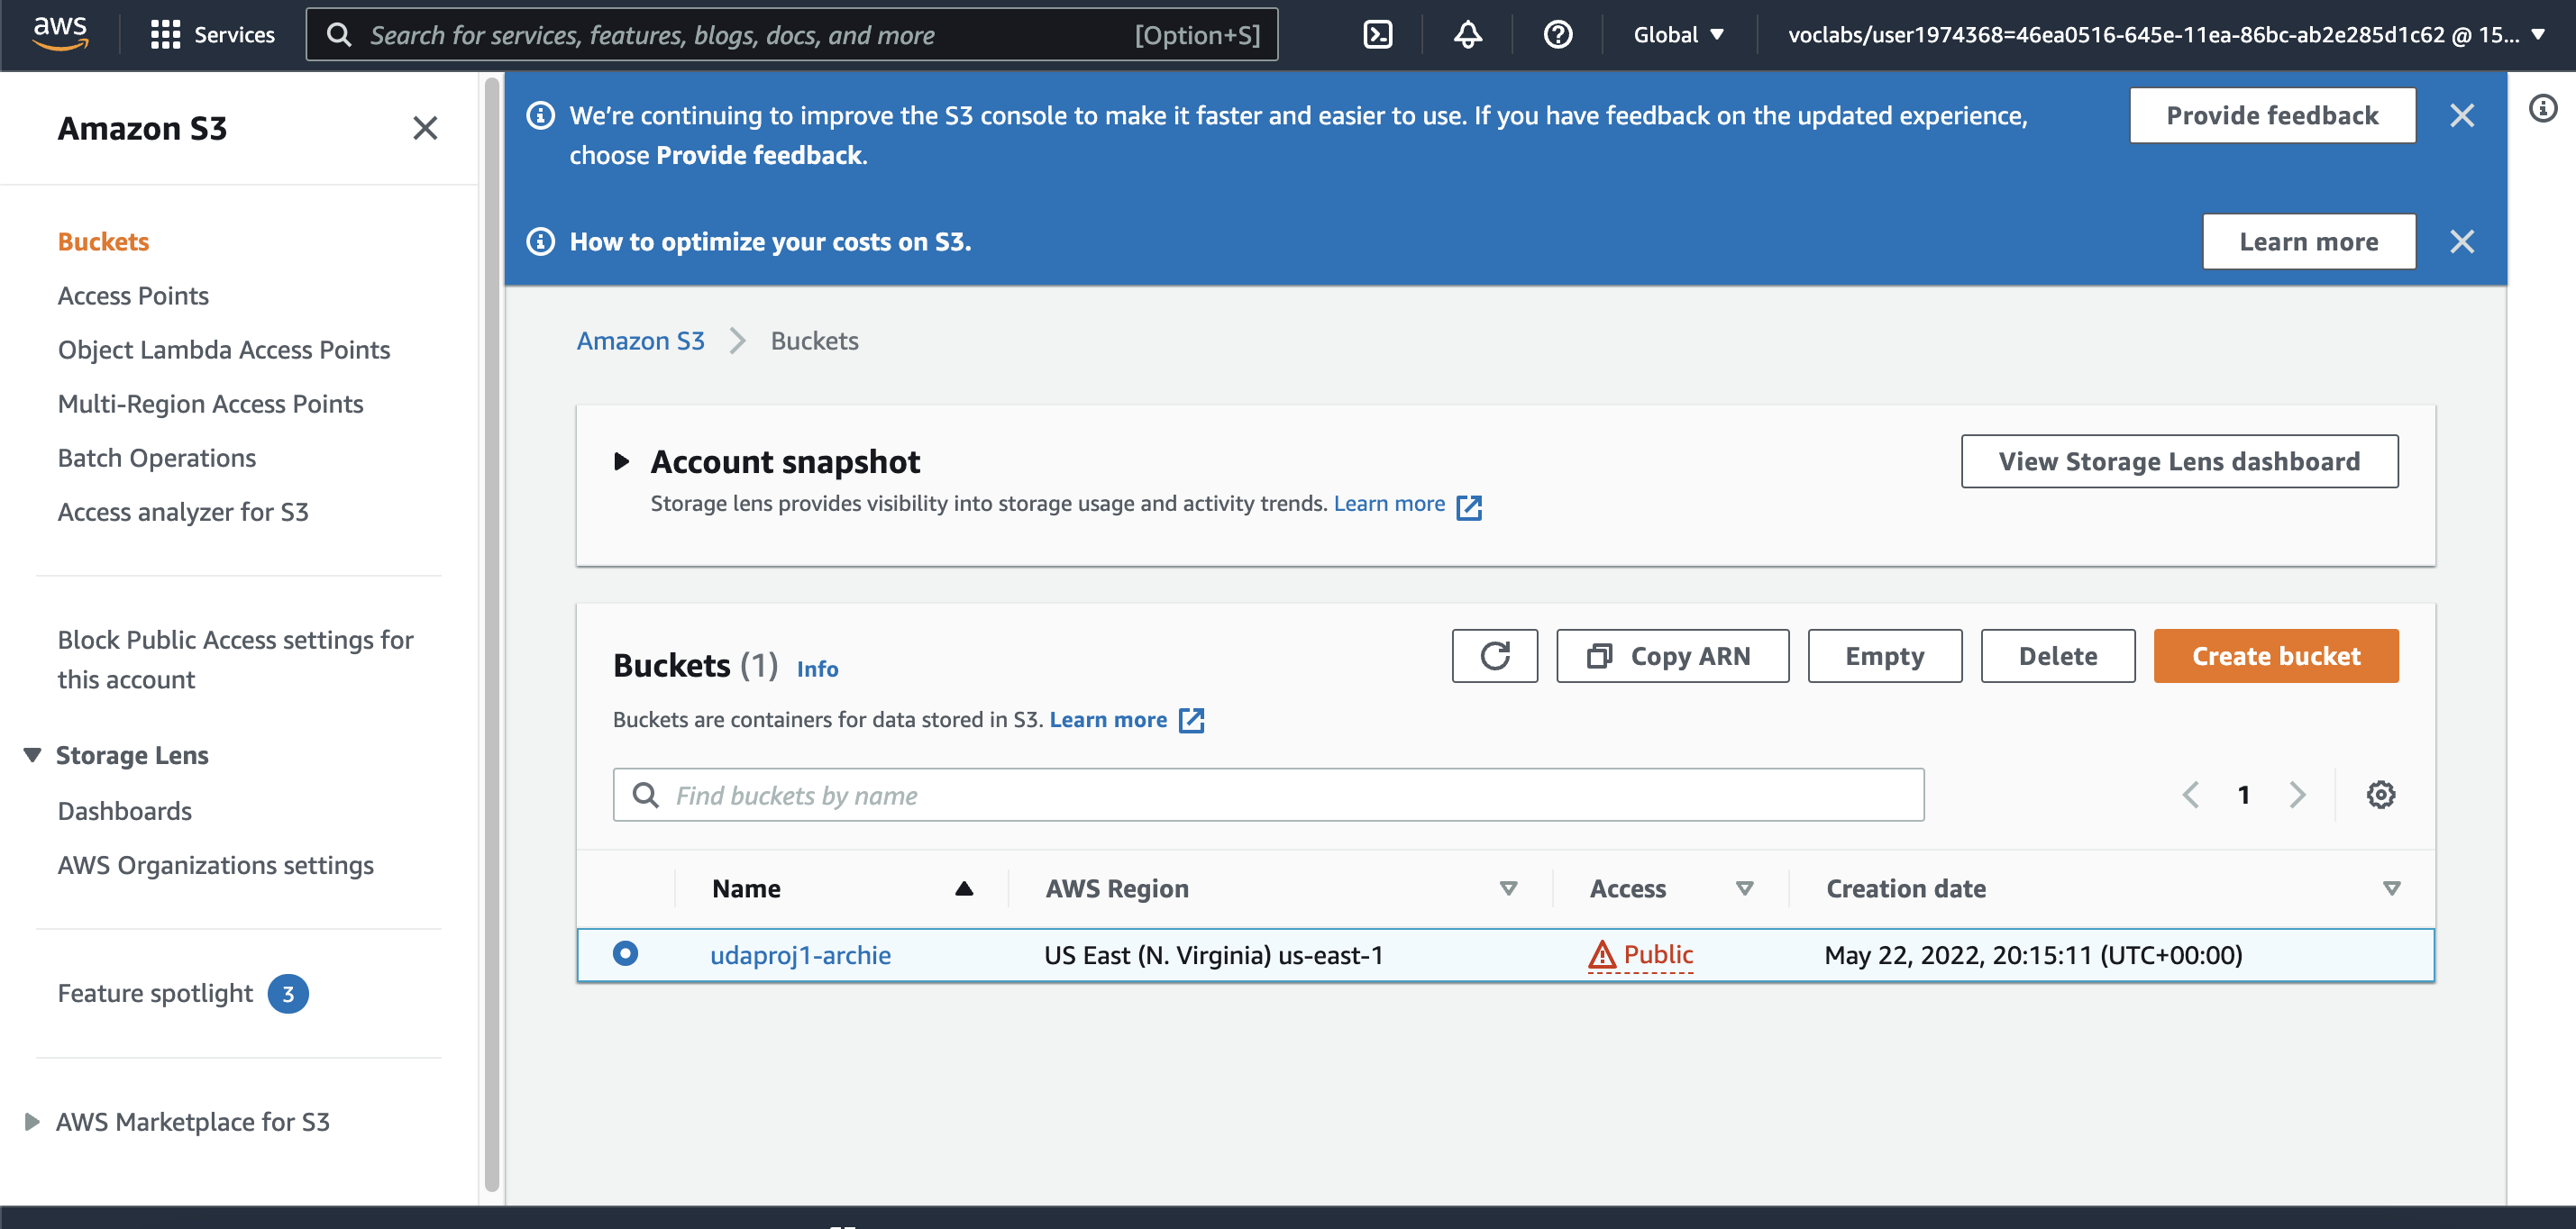 aws
Services
Search for services, features, blogs, docs, and more
[Option+S]
Global
voclabs/user1974368=46ea0516-645e-11ea-86bc-ab2e285d1c62 @ 15...
Amazon S3
Buckets
Access Points
Object Lambda Access Points
Multi-Region Access Points
Batch Operations
Access analyzer for S3
Block Public Access settings for
this account
Storage Lens
Dashboards
AWS Organizations settings
Feature spotlight 3
AWS Marketplace for S3
We're continuing to improve the S3 console to make it faster and easier to use. If you have feedback on the updated experience,
choose Provide feedback.
Provide feedback
How to optimize your costs on S3.
Learn more
Amazon S3 Buckets
Account snapshot
Storage lens provides visibility into storage usage and activity trends. Learn more
View Storage Lens dashboard
Buckets (1) Info
Copy ARN
Empty
Delete
Create bucket
Buckets are containers for data stored in S3. Learn more
Find buckets by name
1
Name AWS Region Access Creation date
udaproj1-archie US East (N. Virginia) us-east-1 Public May 22, 2022, 20:15:11 (UTC+00:00)